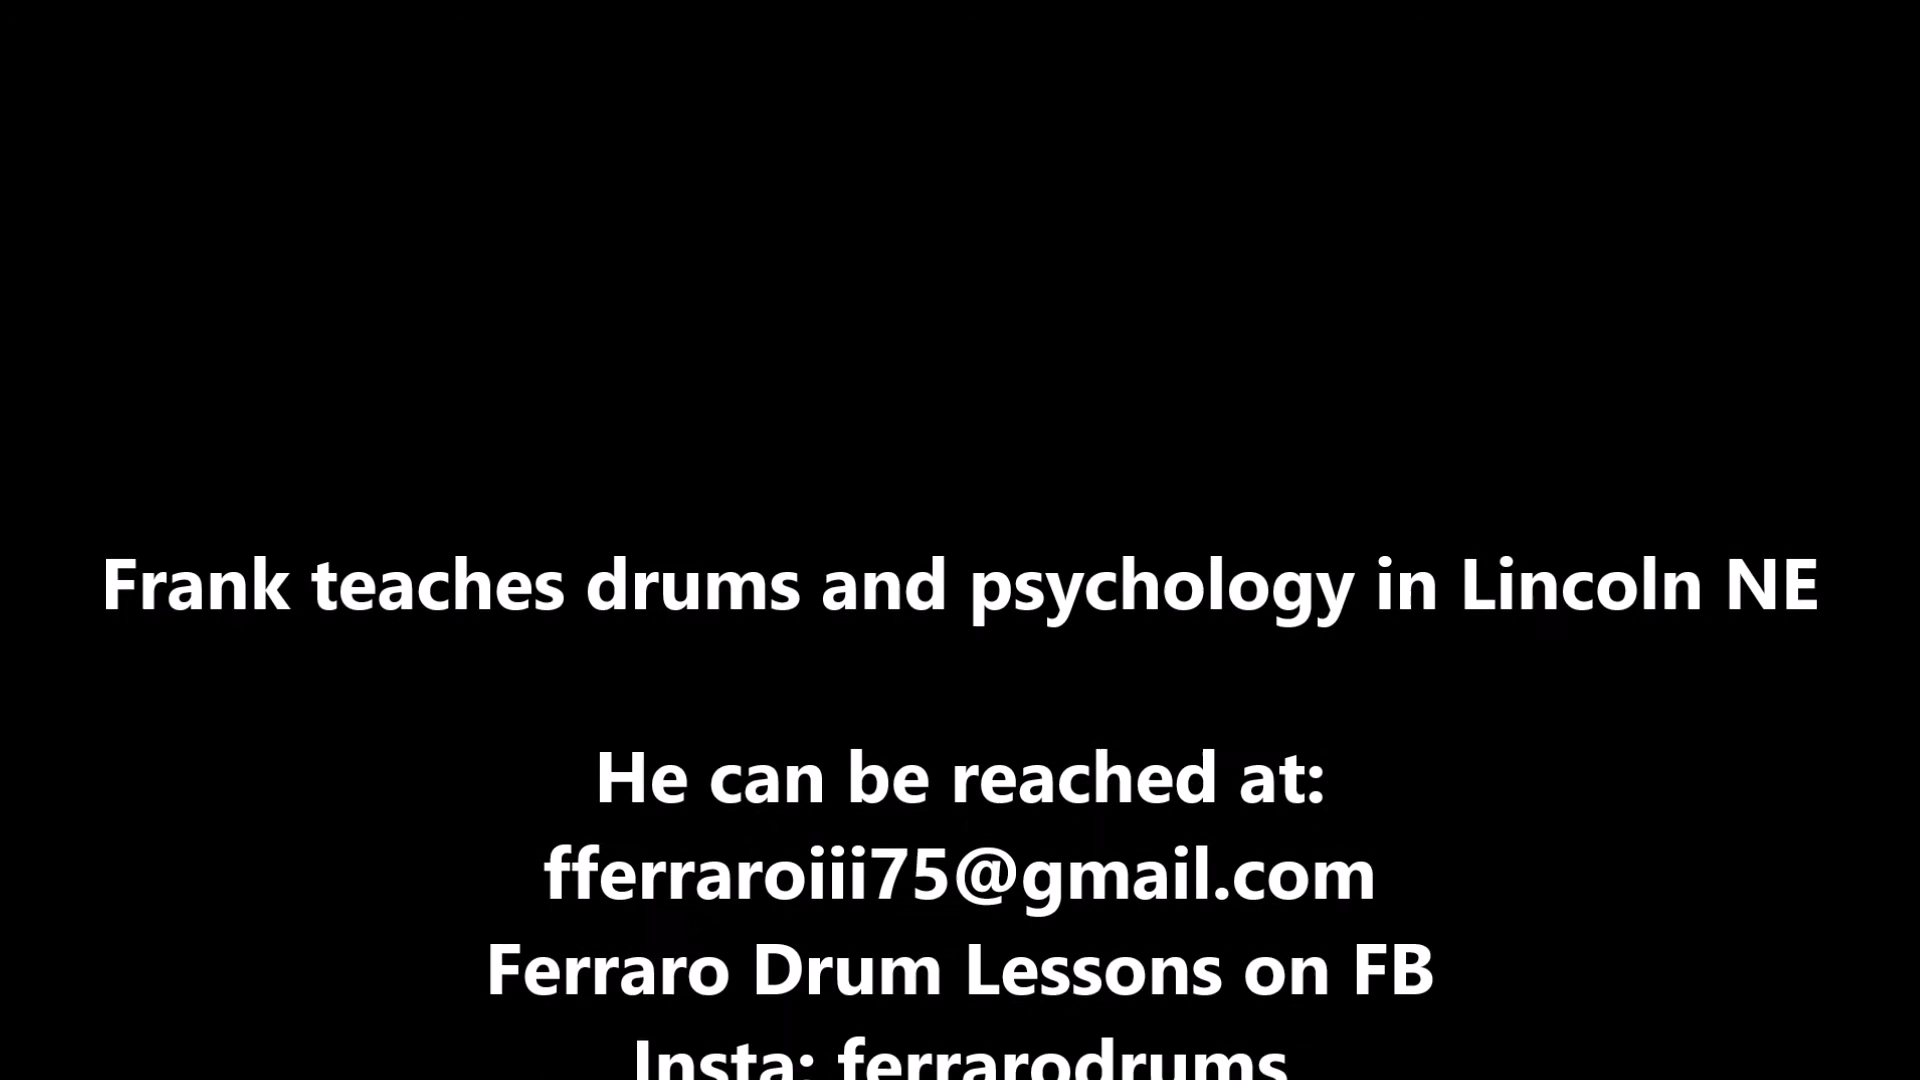 Frank teaches drums and psychology in Lincoln NE
He can be reached at:
fferraroiii75@gmail.com
Ferraro Drum Lessons on FB
Insta: ferrarodrums